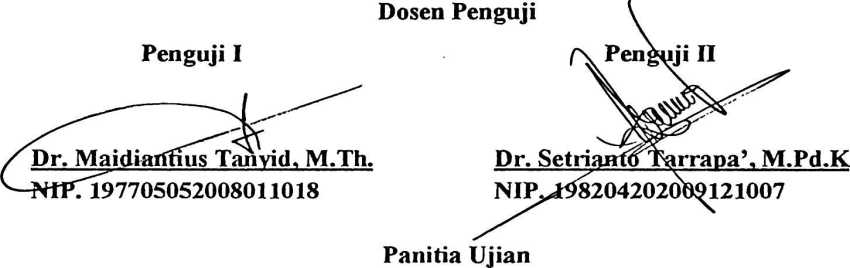 Dosen Penguji
Penguji I Penguji II
Dr. Maidiantius Tanyid, M.Th. Dr. Setrianto Tarrapa', M.Pd.K
NIP. 197705052008011018 NIP. 198204202009121007
Panitia Ujian